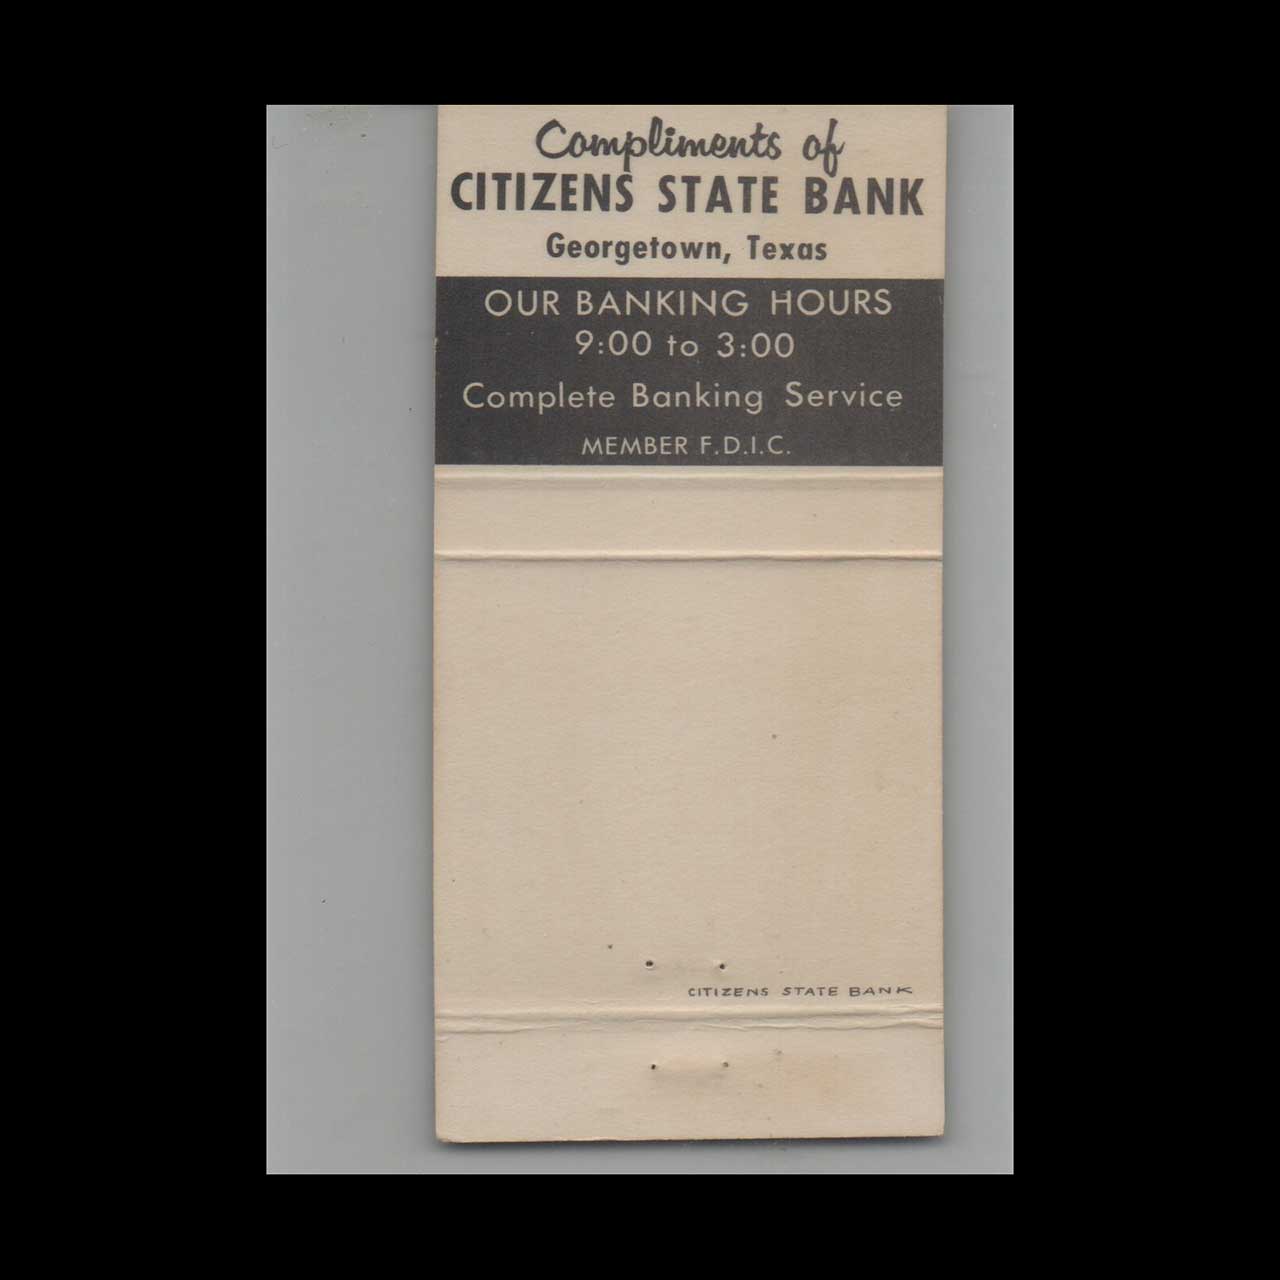 Compliments of
CITIZENS STATE BANK
Georgetown, Texas
OUR BANKING HOURS
9:00 to 3:00
Complete Banking Service
MEMBER F.D.I.C.
CITIZENS STATE BANK